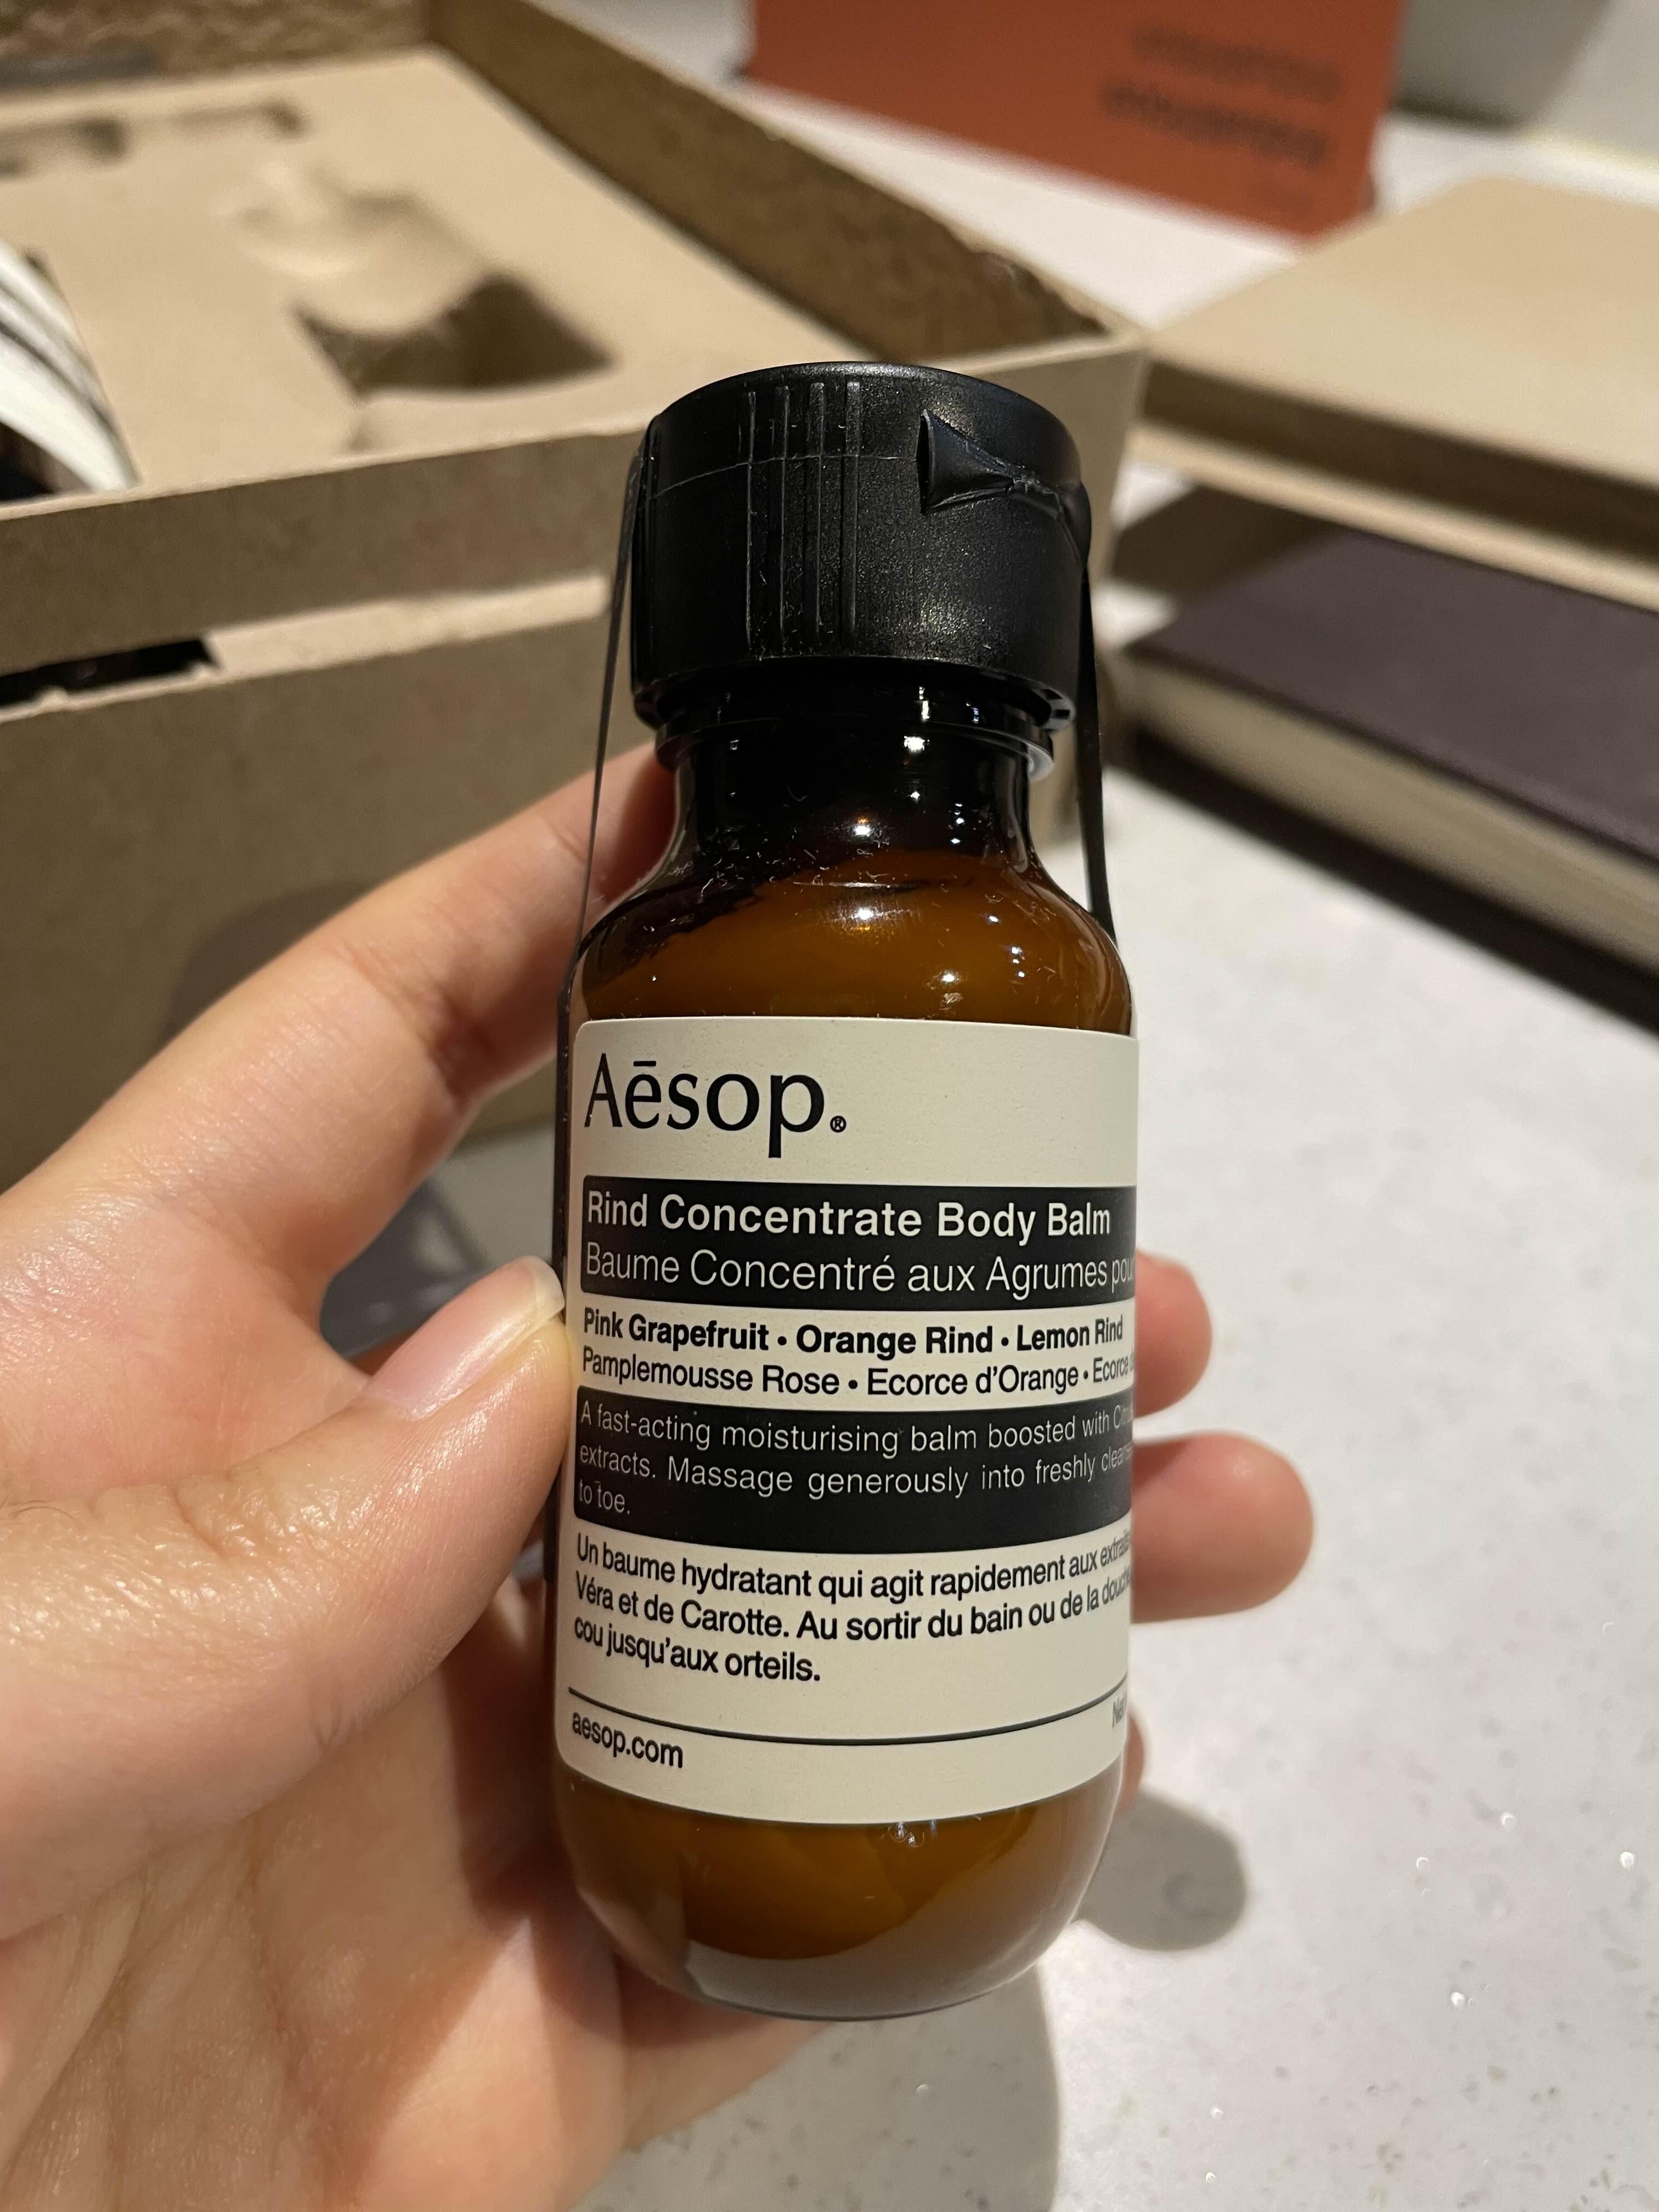 Aēsop.®
Rind Concentrate Body Balm
Baume Concentré aux Agrumes
Pink Grapefruit • Orange Rind • Lemon Rind
Pamplemousse Rose • Ecorce d'Orange • Ecorce
A fast-acting moisturising balm boosted with
extracts. Massage generously into freshly
to toe.
Un baume hydratant qui agit rapidement aux
Véra et de Carotte. Au sortir du bain ou de la
cou jusqu'aux orteils.
aesop.com